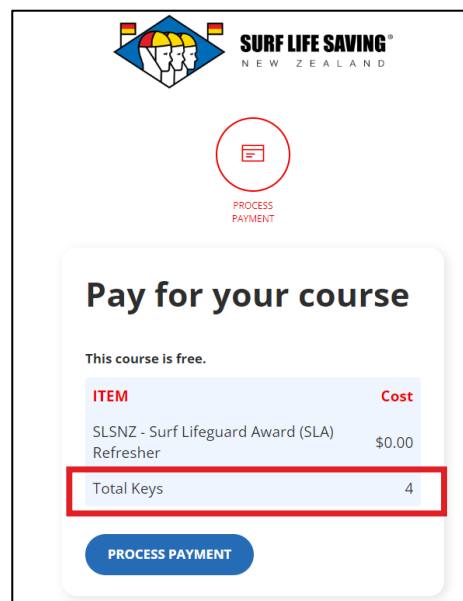 SURF LIFE SAVING®
NEW ZEALAND
PROCESS
PAYMENT
Pay for your course
This course is free.
ITEM Cost
SLSNZ - Surf Lifeguard Award (SLA)
Refresher $0.00
Total Keys 4
PROCESS PAYMENT